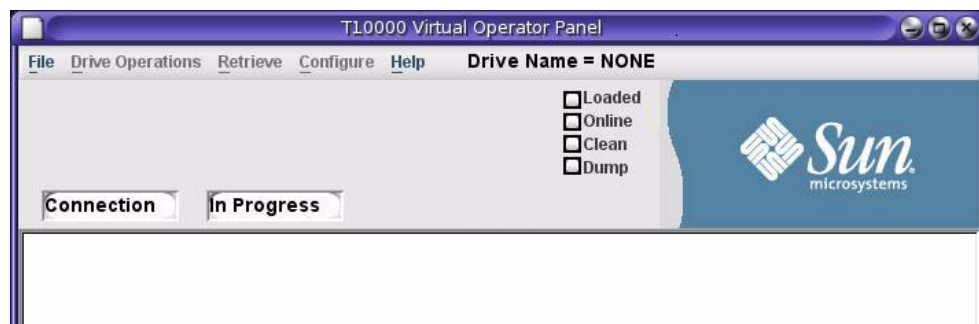 T10000 Virtual Operator Panel
File Drive Operations Retrieve Configure Help Drive Name = NONE
Loaded
Online
Clean
Dump
Sun
microsystems
Connection In Progress